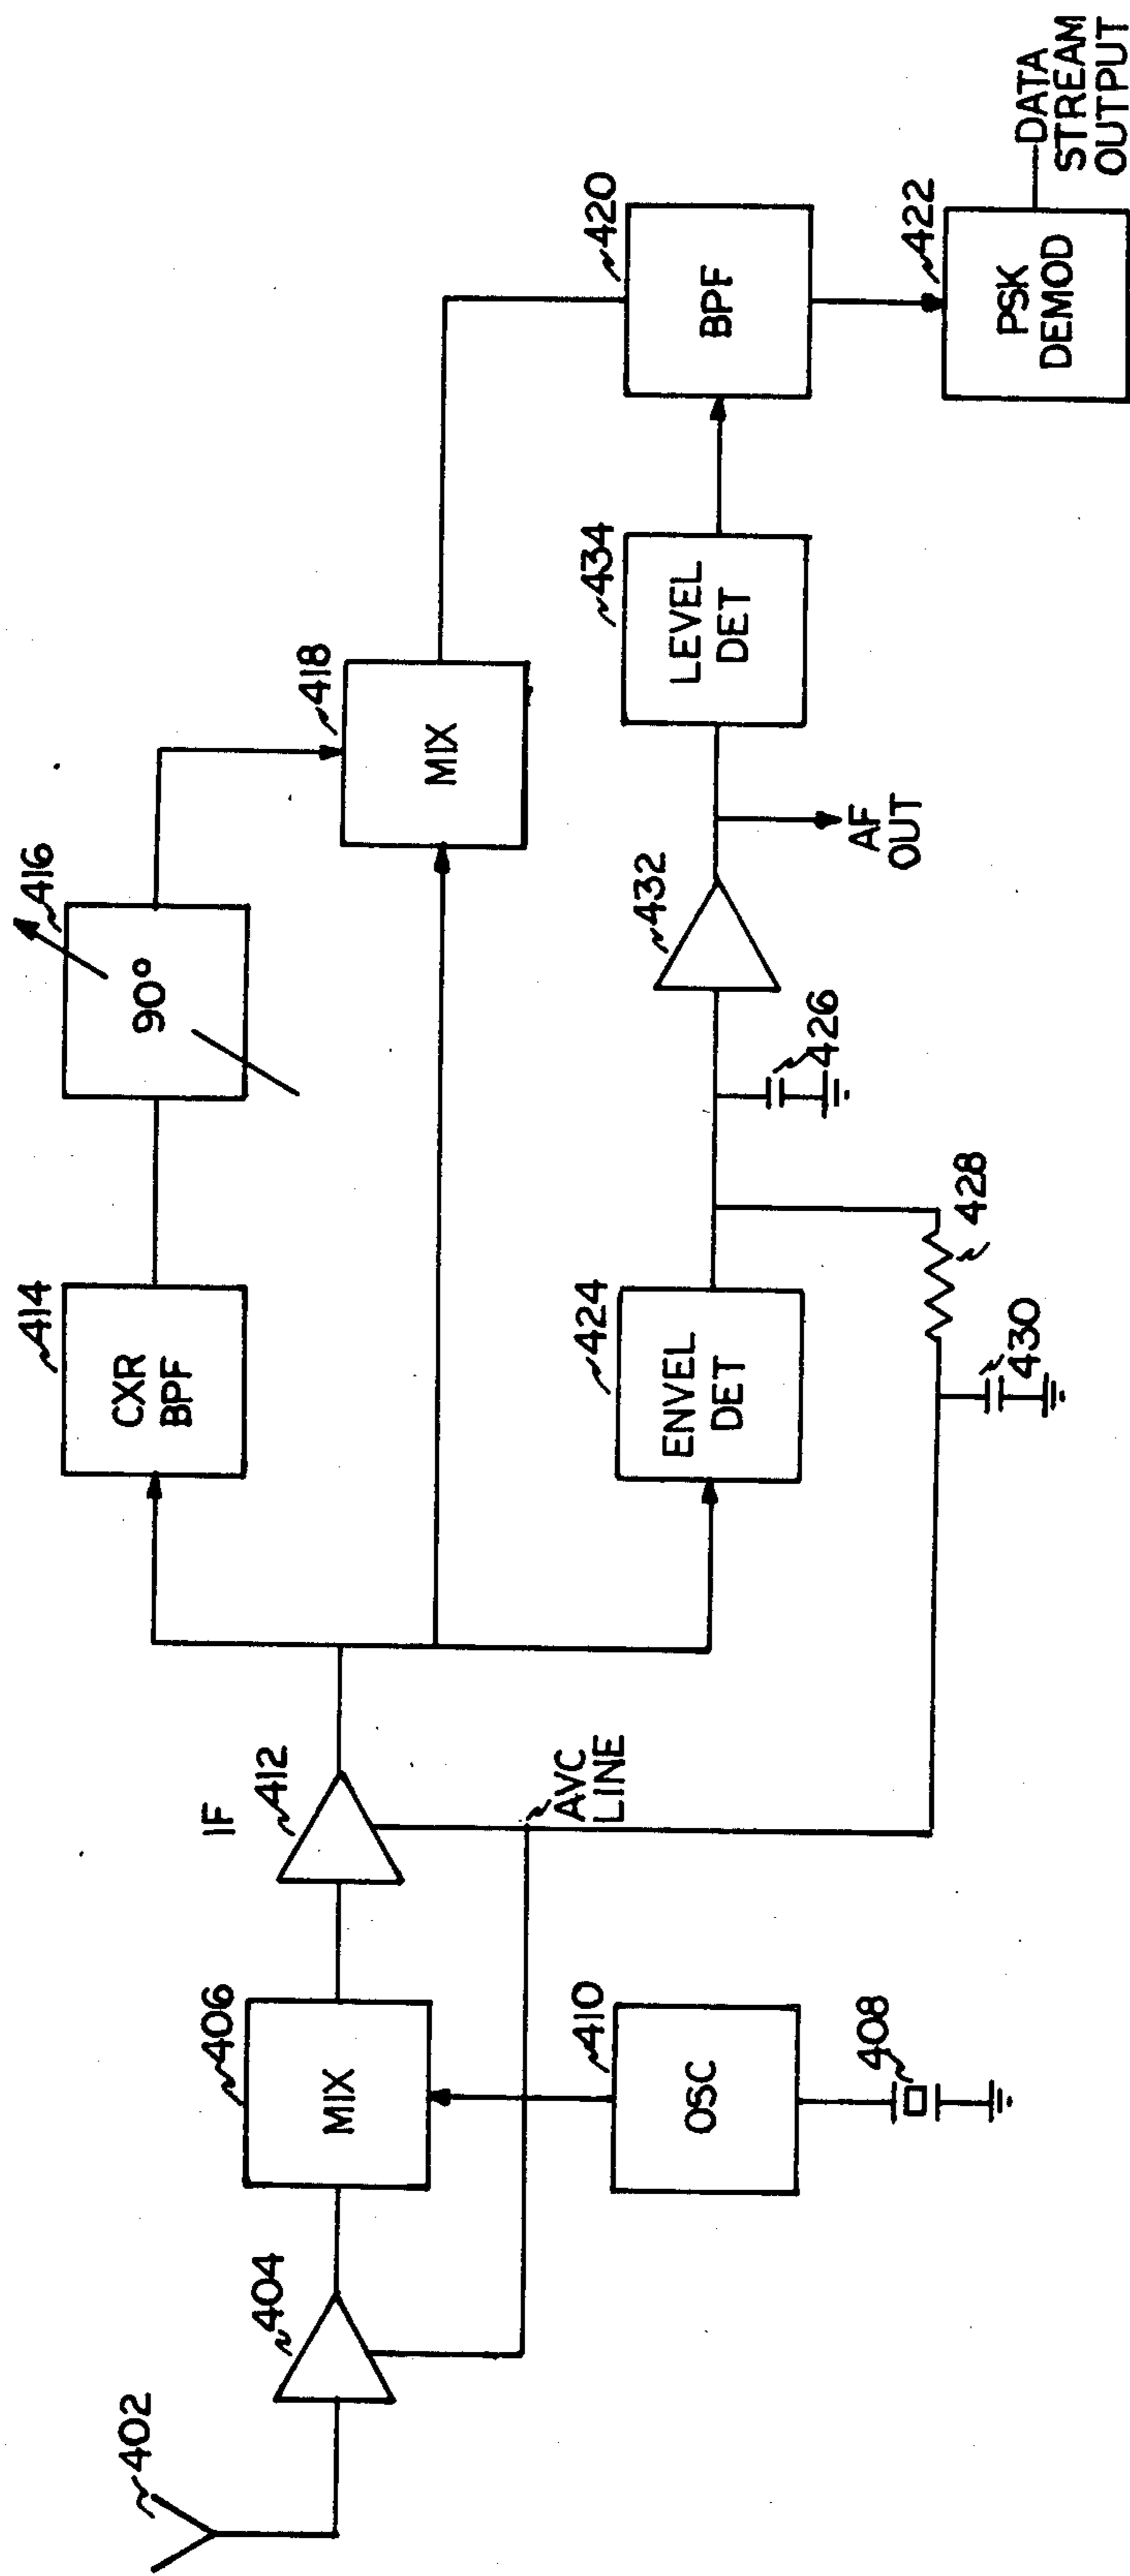 402
404
406
MIX
410
OSC
408
IF
412
AVC
LINE
414
CXR
BPF
416
90°
418
MIX
424
ENVEL
DET
430
428
426
432
AF
OUT
434
LEVEL
DET
420
BPF
422
PSK
DEMOD
DATA
STREAM
OUTPUT